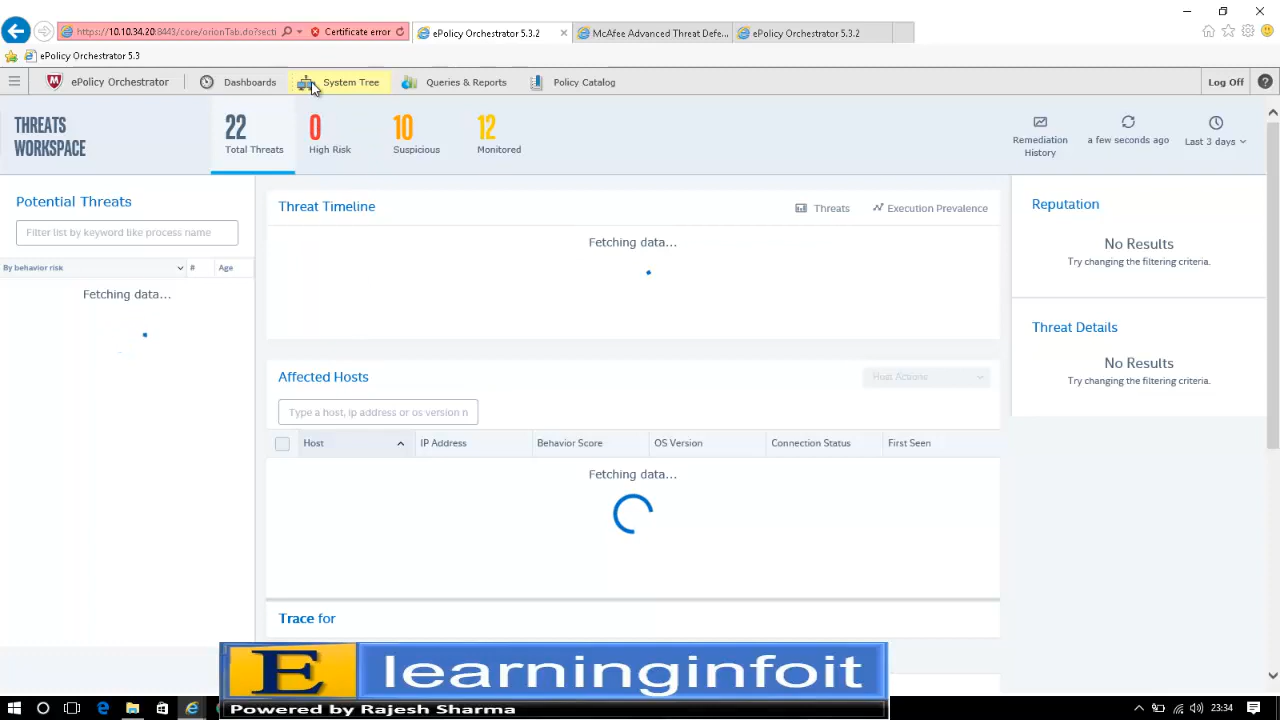 https://10.10.34.20:8443/core/orionTab.do?secti
Certificate error
ePolicy Orchestrator 5.3.2
McAfee Advanced Threat Defe...
ePolicy Orchestrator 5.3.2
ePolicy Orchestrator 5.3
ePolicy Orchestrator
Dashboards
System Tree
Queries & Reports
Policy Catalog
Log Off
?
THREATS
WORKSPACE
22
Total Threats
0
High Risk
10
Suspicious
12
Monitored
Remediation
History
a few seconds ago
Last 3 days
Potential Threats
Filter list by keyword like process name
By behavior risk
#
Age
Fetching data...
Threat Timeline
Threats
Execution Prevalence
Fetching data...
Affected Hosts
Host Actions
Type a host, ip address or os version n
Host
IP Address
Behavior Score
OS Version
Connection Status
First Seen
Fetching data...
Trace for
Reputation
No Results
Try changing the filtering criteria.
Threat Details
No Results
Try changing the filtering criteria.
E learninginfoit
Powered by Rajesh Sharma
23:34